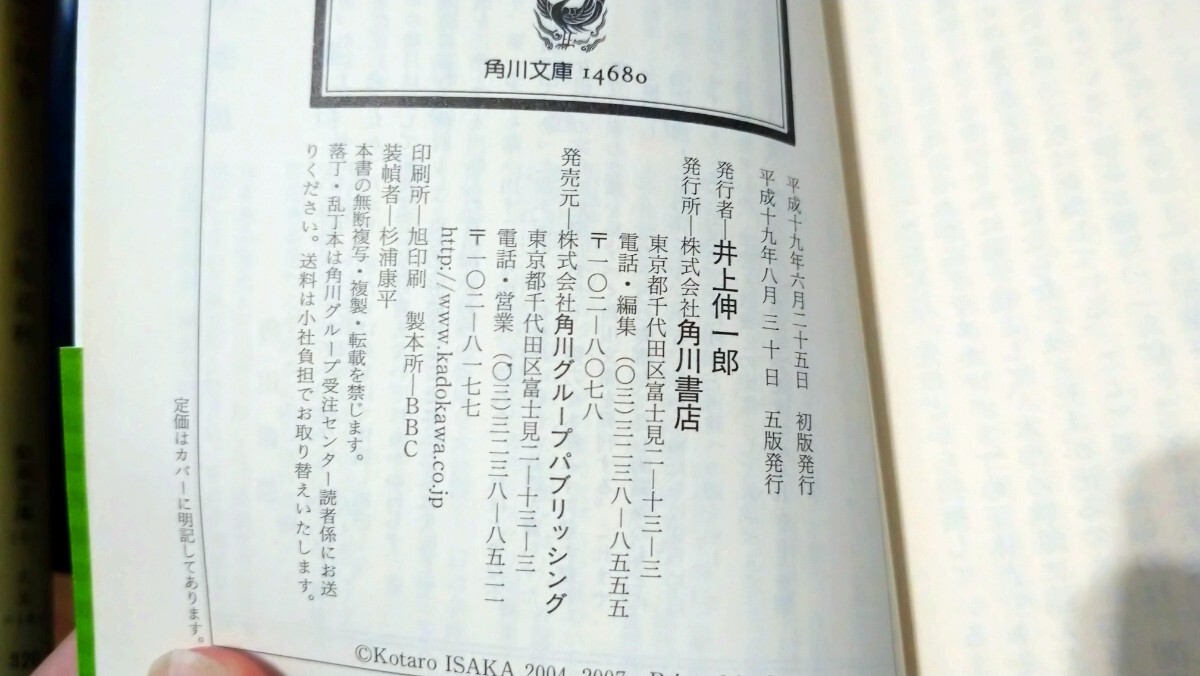 角川文庫 14680
平成十九年六月二十五日 初版発行
平成十九年八月三十日 五版発行
発行者―井上伸一郎
発行所―株式会社角川書店
東京都千代田区富士見二―十三―三
電話・編集 (〇三)三二三八―八五五五
〒一〇二―八〇七八
発売元―株式会社角川グループパブリッシング
東京都千代田区富士見二―十三―三
電話・営業 (〇三)三二三八―八五二一
〒一〇二―八一七七
http://www.kadokawa.co.jp
印刷所―旭印刷 製本所―BBC
装幀者―杉浦康平
本書の無断複写・複製・転載を禁じます。
落丁・乱丁本は角川グループ受注センター読者係にお送
りください。送料は小社負担でお取り替えいたします。
定価はカバーに明記してあります。
©Kotaro ISAKA 2004, 2007